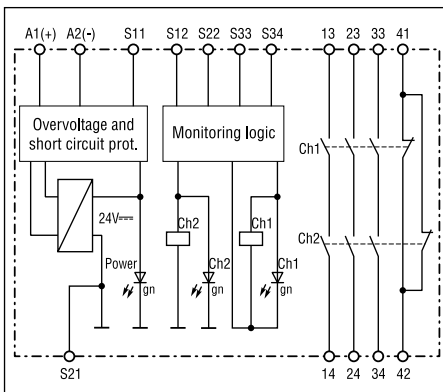 A1(+) A2(-) S11 S12 S22 S33 S34 13 23 33 41
Overvoltage and
short circuit prot.
Monitoring logic
Ch1
24V⎓
Ch2 Ch1
Ch2
Power Ch2 Ch1
gn gn gn
S21 14 24 34 42